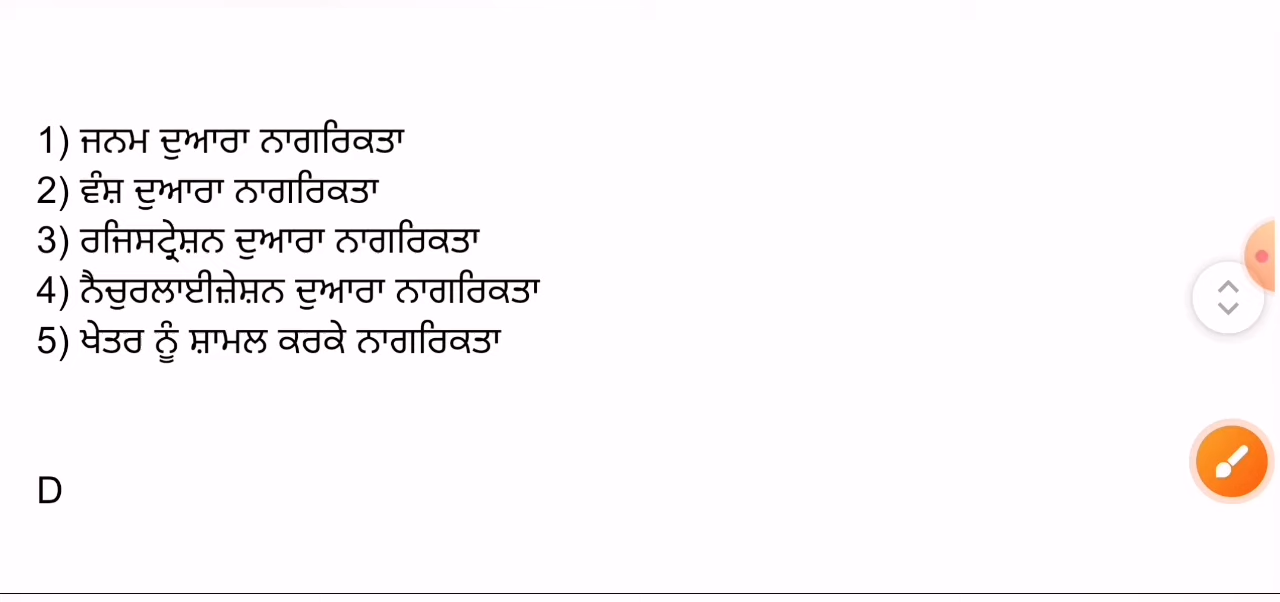 1) ਜਨਮ ਦੁਆਰਾ ਨਾਗਰਿਕਤਾ
2) ਵੰਸ਼ ਦੁਆਰਾ ਨਾਗਰਿਕਤਾ
3) ਰਜਿਸਟ੍ਰੇਸ਼ਨ ਦੁਆਰਾ ਨਾਗਰਿਕਤਾ
4) ਨੈਚੁਰਲਾਈਜ਼ੇਸ਼ਨ ਦੁਆਰਾ ਨਾਗਰਿਕਤਾ
5) ਖੇਤਰ ਨੂੰ ਸ਼ਾਮਲ ਕਰਕੇ ਨਾਗਰਿਕਤਾ
D